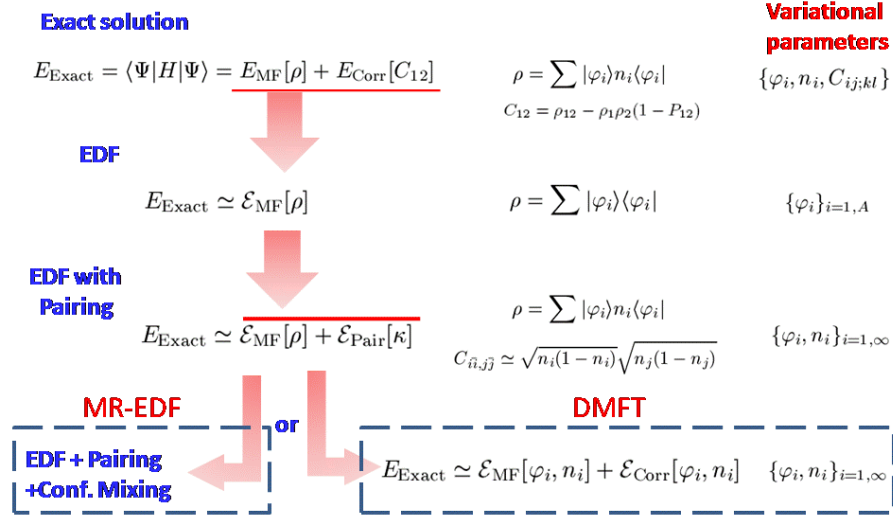 Exact solution
Variational
parameters
E_Exact = ⟨Ψ|H|Ψ⟩ = E_MF[ρ] + E_Corr[C_12]
ρ = ∑ |φ_i⟩n_i⟨φ_i|
{φ_i, n_i, C_ij;kl}
C_12 = ρ_12 − ρ_1ρ_2(1 − P_12)
EDF
E_Exact ≃ ℰ_MF[ρ]
ρ = ∑ |φ_i⟩⟨φ_i|
{φ_i}_i=1,A
EDF with
Pairing
ρ = ∑ |φ_i⟩n_i⟨φ_i|
E_Exact ≃ ℰ_MF[ρ] + ℰ_Pair[κ]
{φ_i, n_i}_i=1,∞
C_iī,jj̄ ≃ √n_i(1 − n_i)√n_j(1 − n_j)
MR-EDF
or
DMFT
EDF + Pairing
+Conf. Mixing
E_Exact ≃ ℰ_MF[φ_i, n_i] + ℰ_Corr[φ_i, n_i]
{φ_i, n_i}_i=1,∞